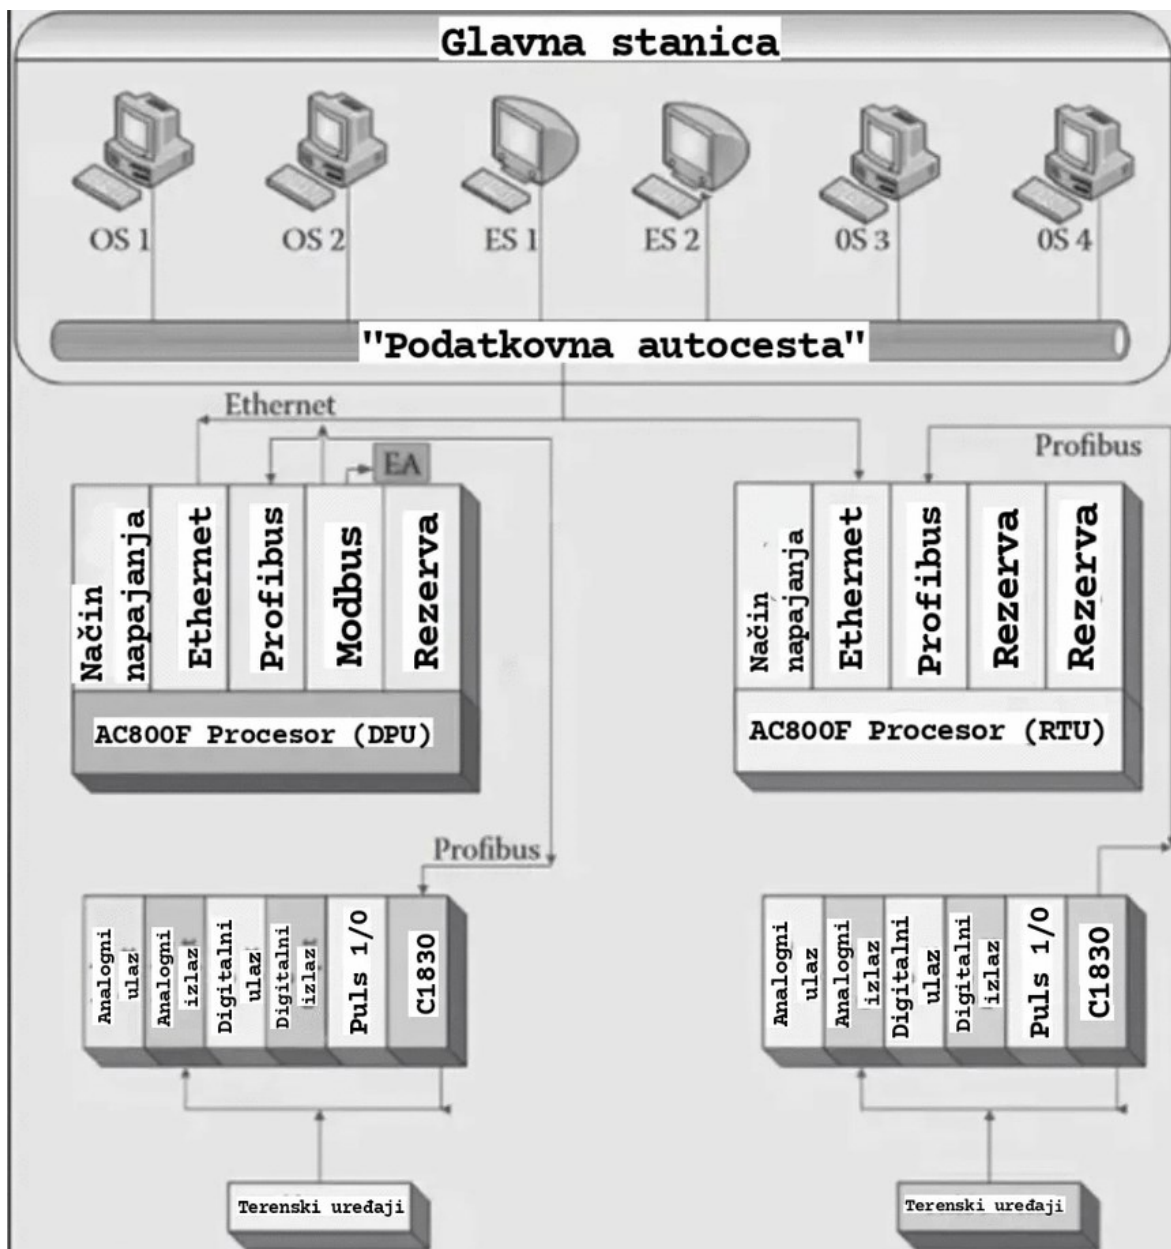 Glavna stanica
OS 1
OS 2
ES 1
ES 2
0S 3
0S 4
"Podatkovna autocesta"
Ethernet
EA
Profibus
Način
napajanja
Ethernet
Profibus
Modbus
Rezerva
AC800F Procesor (DPU)
Način
napajanja
Ethernet
Profibus
Rezerva
Rezerva
AC800F Procesor (RTU)
Profibus
Analogni
ulaz
Analogni
izlaz
Digitalni
ulaz
Digitalni
izlaz
Puls 1/0
C1830
Analogni
ulaz
Analogni
izlaz
Digitalni
ulaz
Digitalni
izlaz
Puls 1/0
C1830
Terenski uređaji
Terenski uređaji